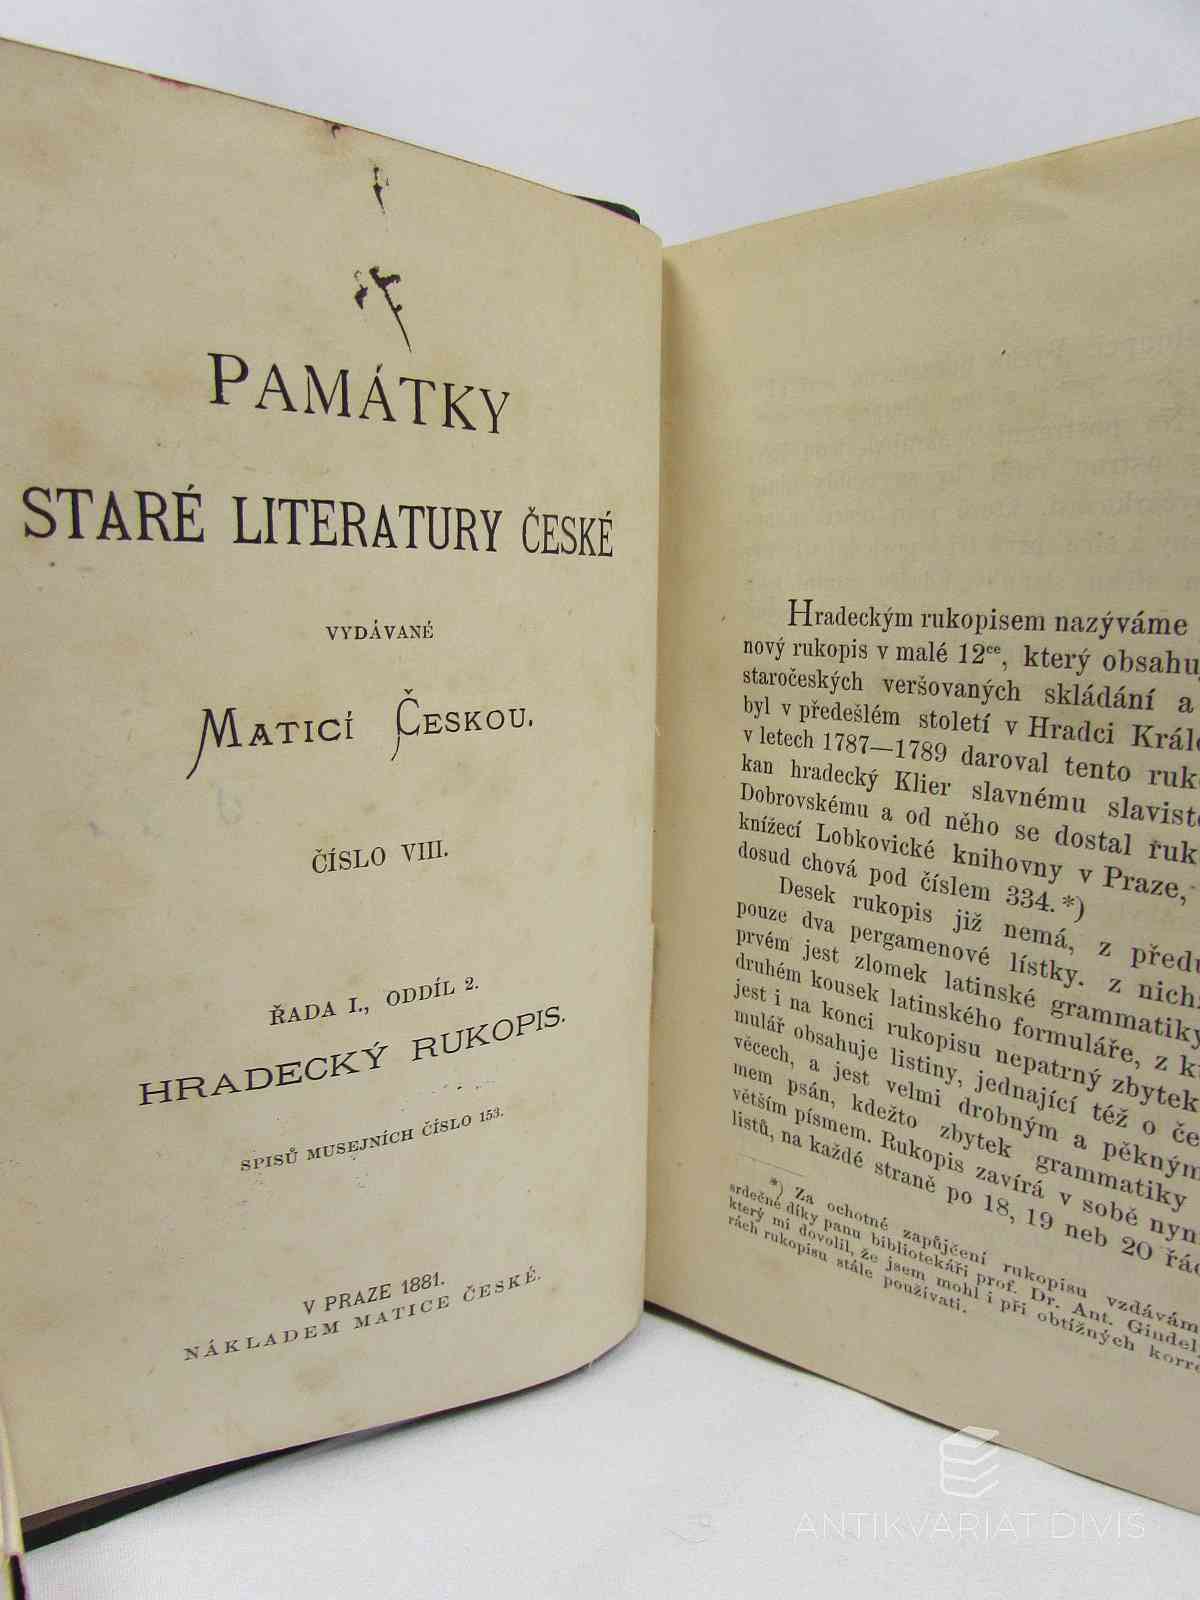 PAMÁTKY
STARÉ LITERATURY ČESKÉ
VYDÁVANÉ
MATICÍ ČESKOU.
ČÍSLO VIII.
ŘADA I., ODDÍL 2.
HRADECKÝ RUKOPIS.
SPISŮ MUSEJNÍCH ČÍSLO 153.
V PRAZE 1881.
NÁKLADEM MATICE ČESKÉ.
Hradeckým rukopisem nazýváme
nový rukopis v malé 12ce, který obsahu
staročeských veršovaných skládání a
byl v předešlém století v Hradci Králo
v letech 1787—1789 daroval tento ruk
kan hradecký Klier slavnému slavist
Dobrovskému a od něho se dostal řuk
knížecí Lobkovické knihovny v Praze,
dosud chová pod číslem 334.*)
Desek rukopis již nemá, z předu
pouze dva pergamenové lístky. z nich
prvém jest zlomek latinské grammatiky
druhém kousek latinského formuláře, z k
jest i na konci rukopisu nepatrný zbytek
mulář obsahuje listiny, jednající též o če
věcech, a jest velmi drobným a pěkným
mem psán, kdežto zbytek grammatiky
větším písmem. Rukopis zavírá v sobě nyn
listů, na každé straně po 18, 19 neb 20 řád
*) Za ochotné zapůjčení rukopisu vzdávám
srdečné díky panu bibliotekáři prof. Dr. Ant. Gindel
který mi dovolil, že jsem mohl i při obtížných korre
rách rukopisu stále používati.
ANTIKVARIAT DIVIS